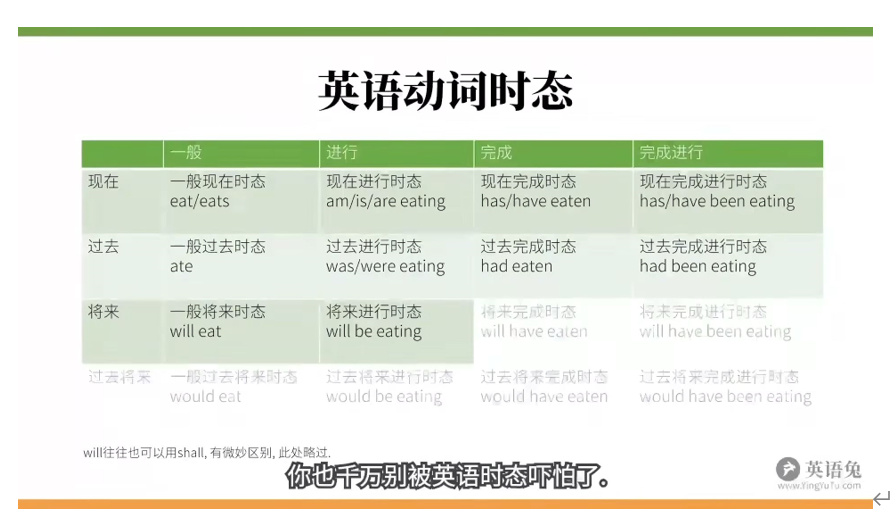 英语动词时态
一般 进行 完成 完成进行
现在 一般现在时态 现在进行时态 现在完成时态 现在完成进行时态
eat/eats am/is/are eating has/have eaten has/have been eating
过去 一般过去时态 过去进行时态 过去完成时态 过去完成进行时态
ate was/were eating had eaten had been eating
将来 一般将来时态 将来进行时态 将来完成时态 将来完成进行时态
will eat will be eating will have eaten will have been eating
过去将来 一般过去将来时态 过去将来进行时态 过去将来完成时态 过去将来完成进行时态
would eat would be eating would have eaten would have been eating
will往往也可以用shall, 有微妙区别, 此处略过.
你也千万别被英语时态吓怕了。
英语兔
www.YingYuTu.com